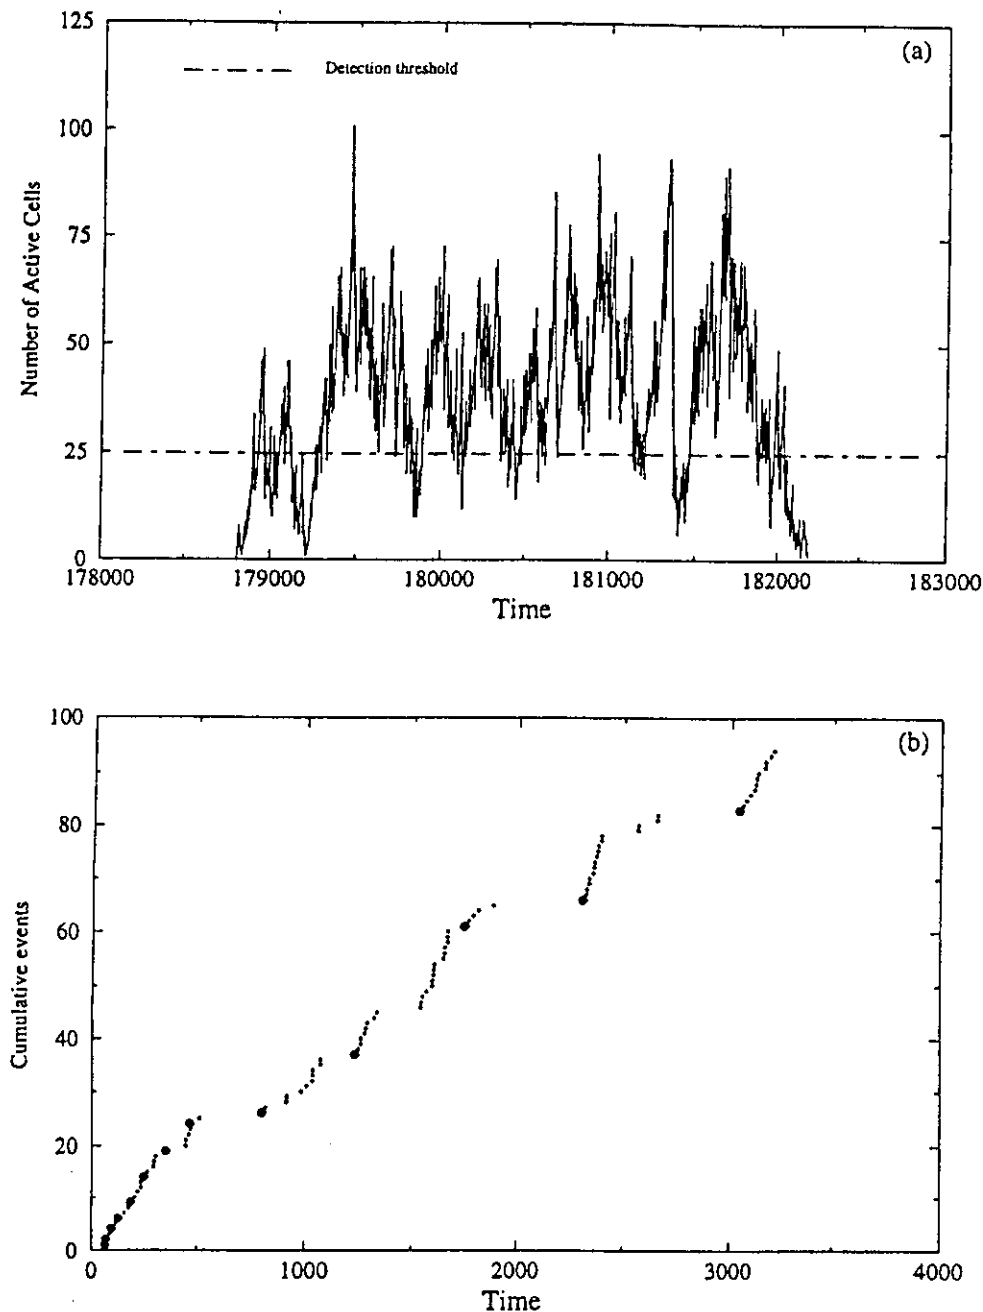 125
(a)
Detection threshold
100
75
50
25
0
Number of Active Cells
178000 179000 180000 181000 182000 183000
Time
100
(b)
80
60
40
20
0
Cumulative events
0 1000 2000 3000 4000
Time